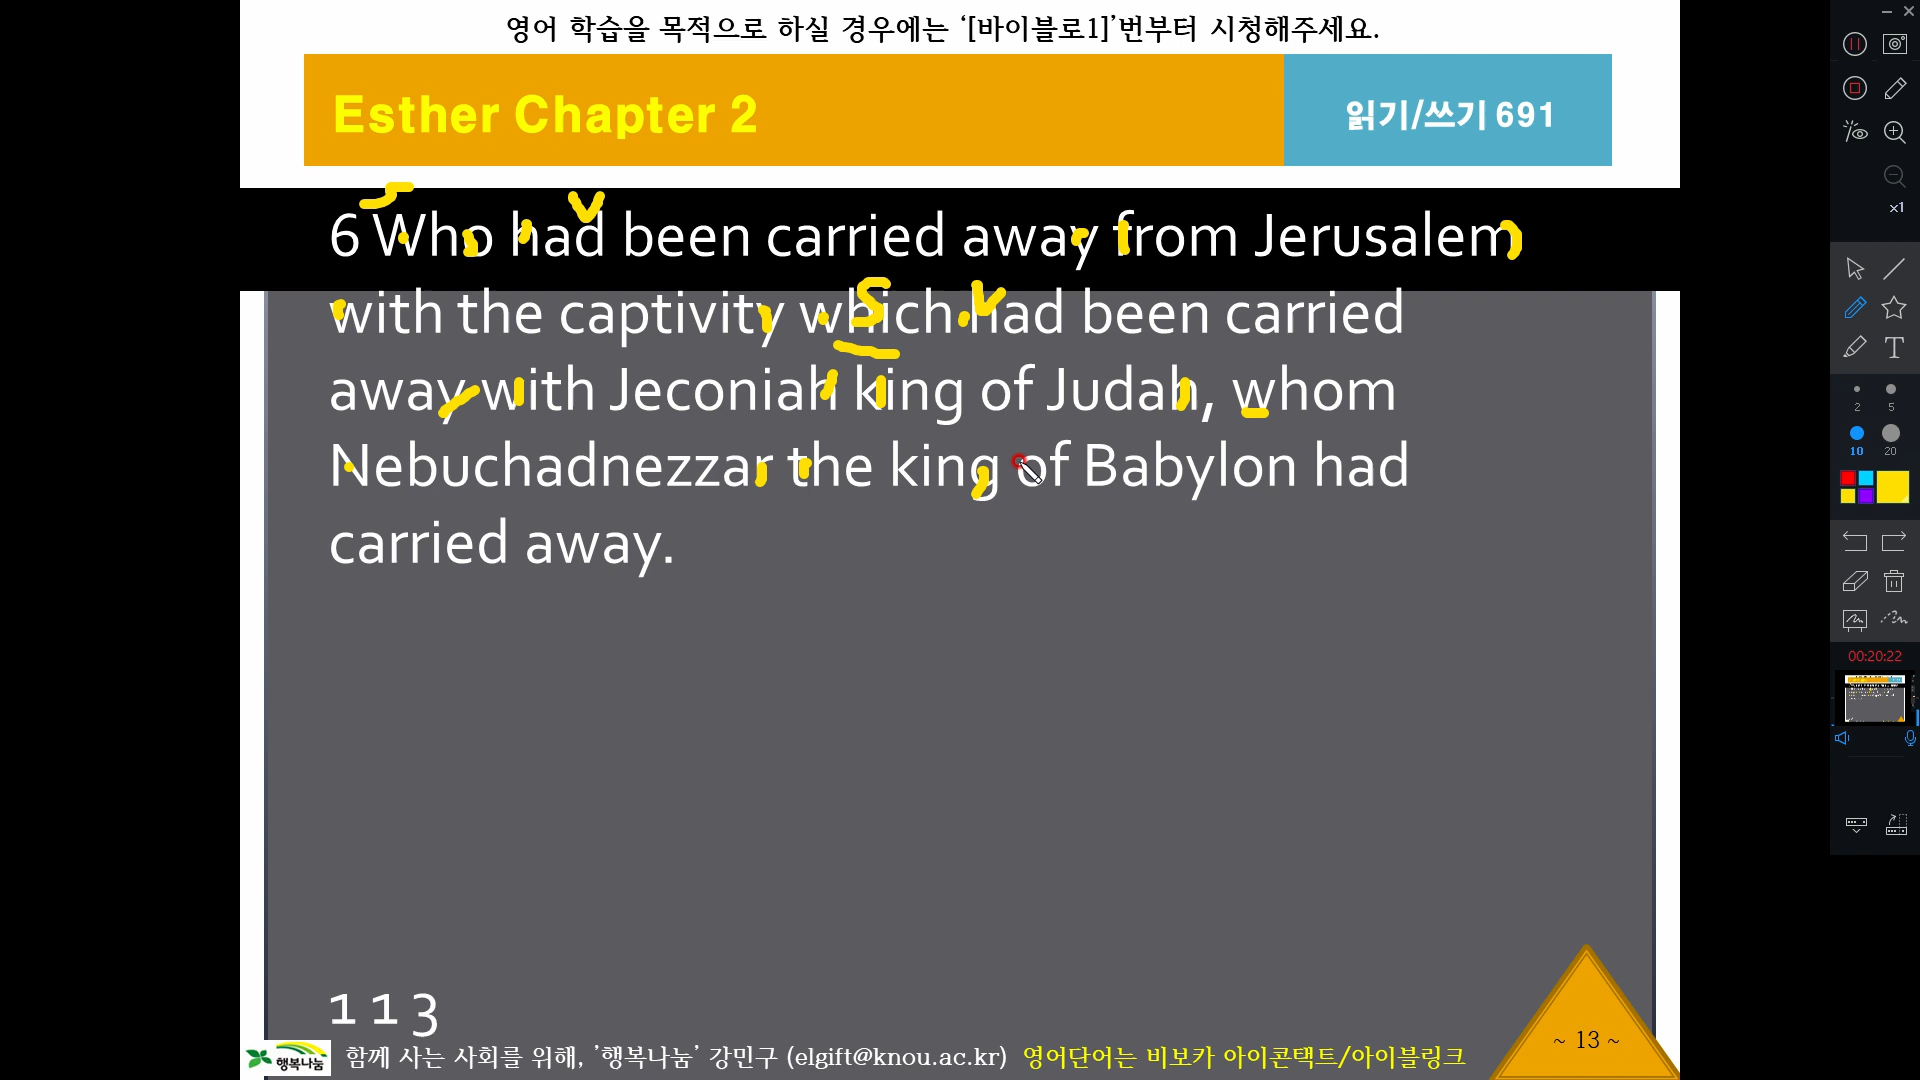 영어 학습을 목적으로 하실 경우에는 ‘[바이블로1]’번부터 시청해주세요.
Esther Chapter 2
읽기/쓰기 691
S V
6 Who had been carried away from Jerusalem
S V
with the captivity which had been carried
away with Jeconiah king of Judah, whom
Nebuchadnezzar the king of Babylon had
carried away.
1 1 3
~ 13 ~
행복나눔 함께 사는 사회를 위해, ’행복나눔’ 강민구 (elgift@knou.ac.kr) 영어단어는 비보카 아이콘택트/아이블링크
x1
T
2 5
10 20
00:20:22